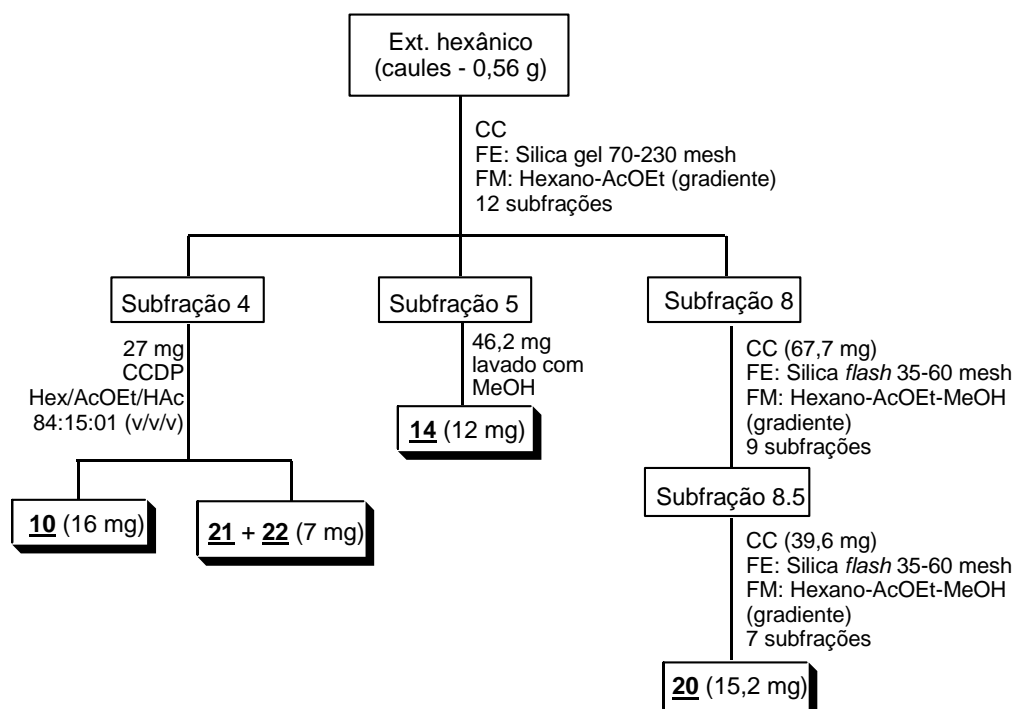 Ext. hexânico
(caules - 0,56 g)
CC
FE: Silica gel 70-230 mesh
FM: Hexano-AcOEt (gradiente)
12 subfrações
Subfração 4
Subfração 5
Subfração 8
27 mg
CCDP
Hex/AcOEt/HAc
84:15:01 (v/v/v)
46,2 mg
lavado com
MeOH
CC (67,7 mg)
FE: Silica flash 35-60 mesh
FM: Hexano-AcOEt-MeOH
(gradiente)
9 subfrações
14 (12 mg)
10 (16 mg)
21 + 22 (7 mg)
Subfração 8.5
CC (39,6 mg)
FE: Silica flash 35-60 mesh
FM: Hexano-AcOEt-MeOH
(gradiente)
7 subfrações
20 (15,2 mg)